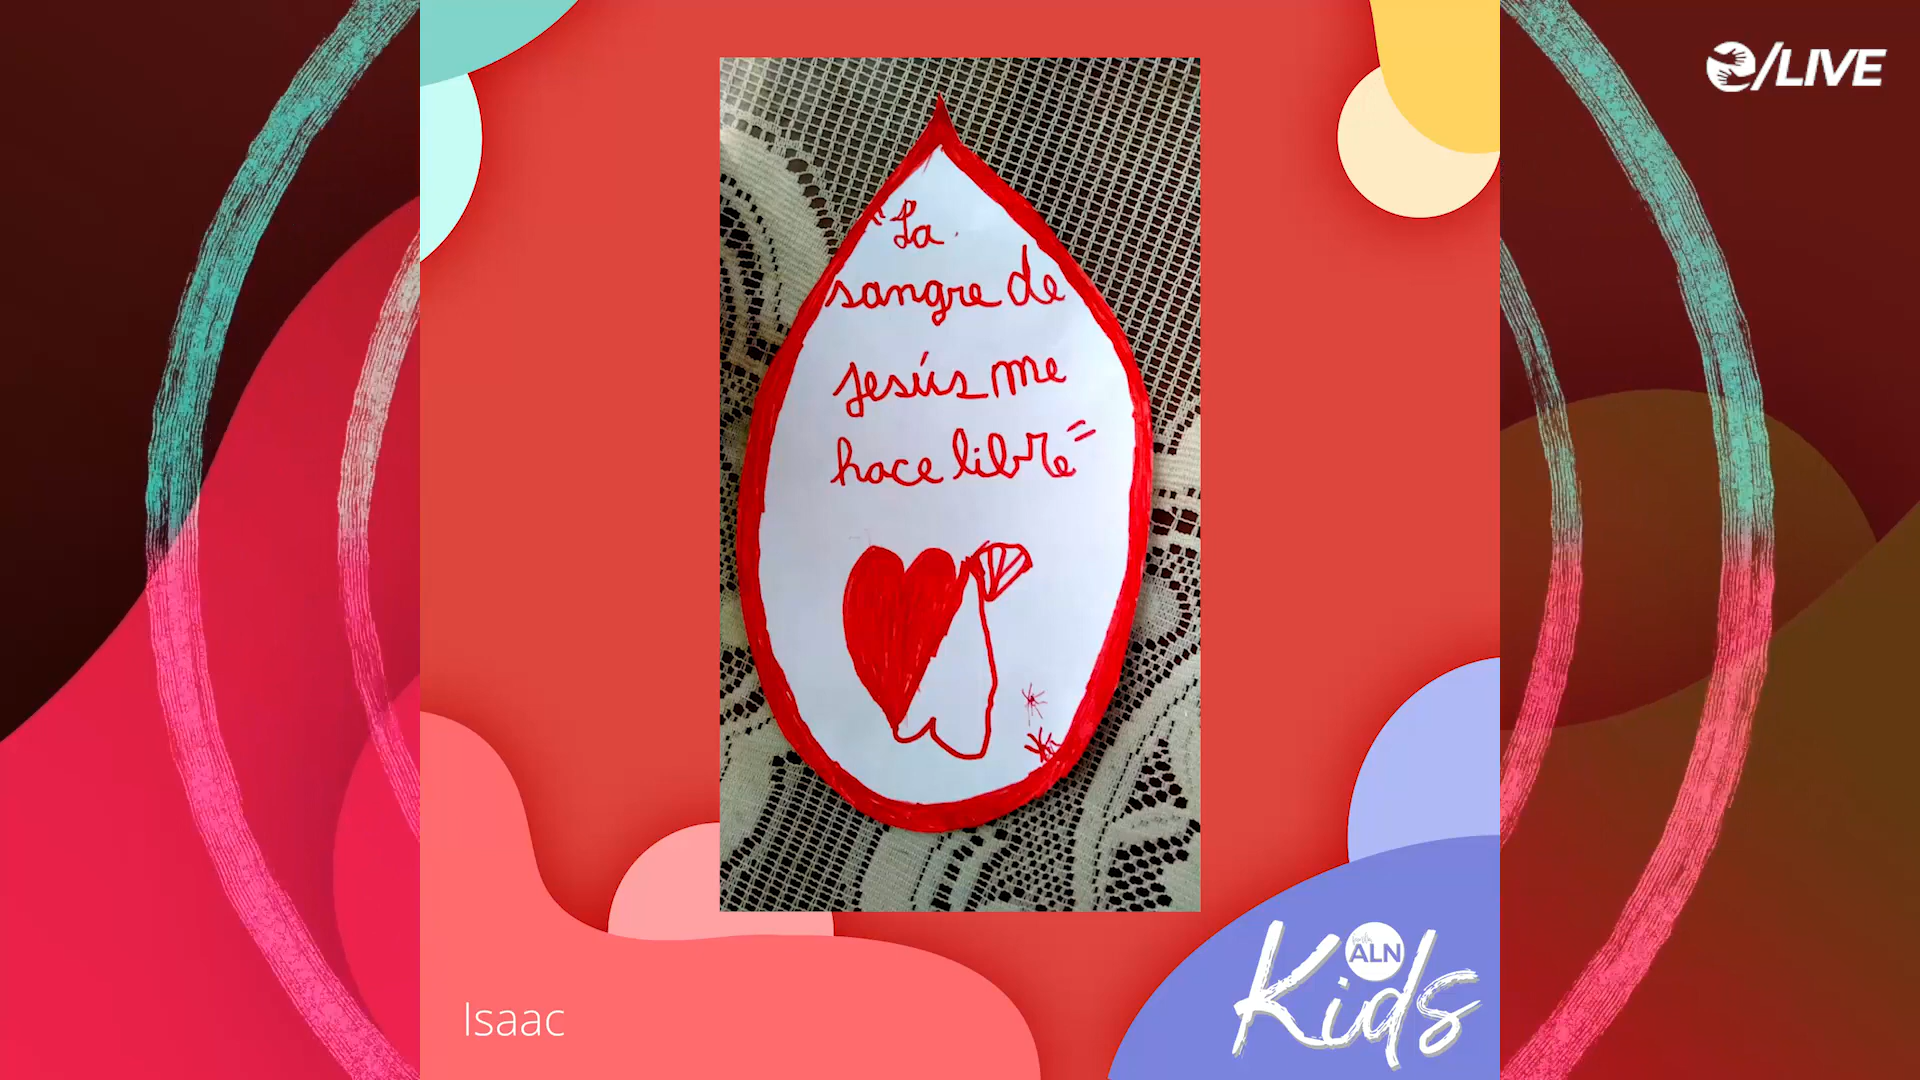 /LIVE
"La
sangre de
Jesús me
hace libre"
Isaac
ALN
Kids